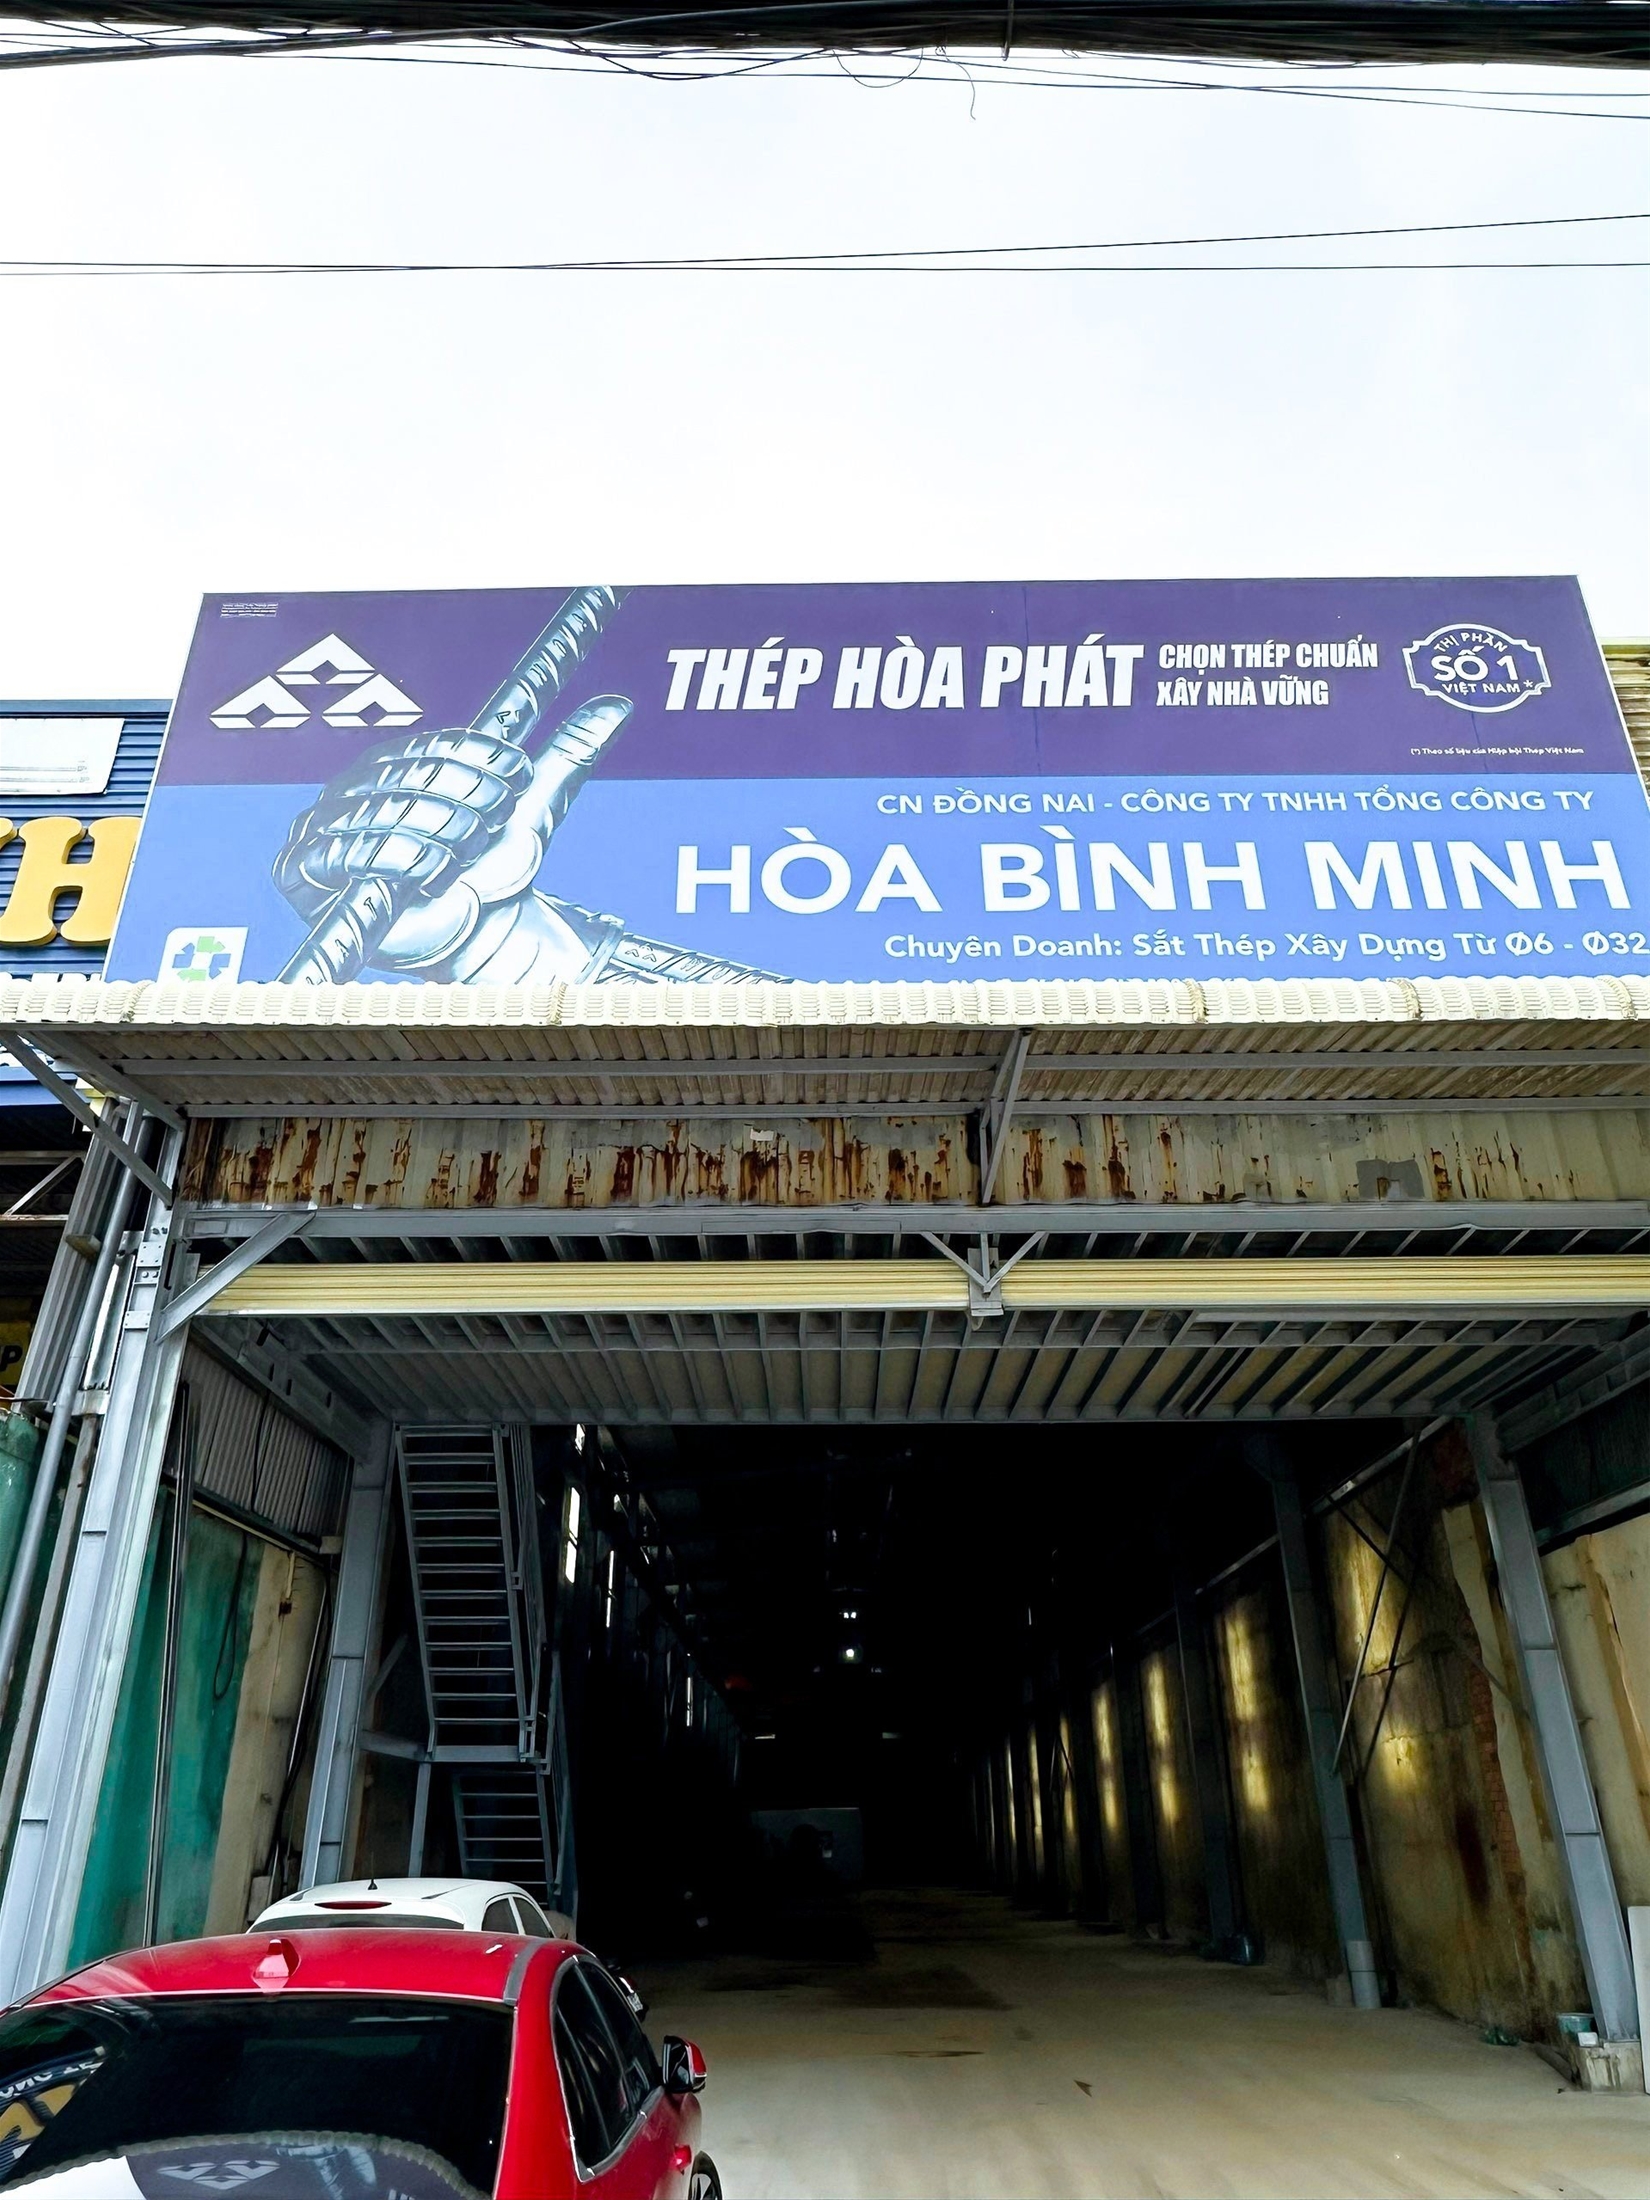 THÉP HÒA PHÁT
CHỌN THÉP CHUẨN
XÂY NHÀ VỮNG
THỊ PHẦN
SỐ 1
VIỆT NAM *
(*) Theo số liệu của Hiệp hội Thép Việt Nam
CN ĐỒNG NAI - CÔNG TY TNHH TỔNG CÔNG TY
HÒA BÌNH MINH
Chuyên Doanh: Sắt Thép Xây Dựng Từ Ø6 - Ø32
H
P